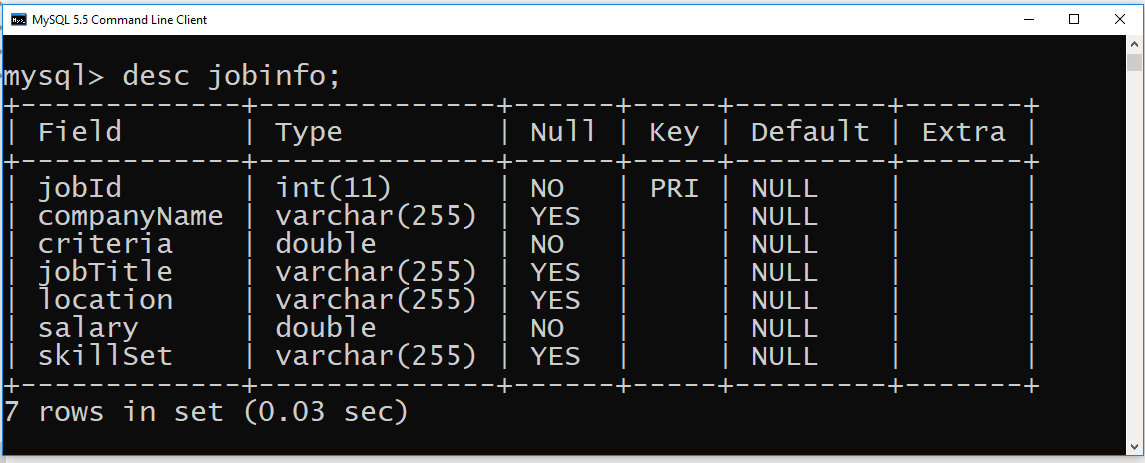 MySQL 5.5 Command Line Client
mysql> desc jobinfo;
+-------------+--------------+------+-----+---------+-------+
| Field       | Type         | Null | Key | Default | Extra |
+-------------+--------------+------+-----+---------+-------+
| jobId       | int(11)      | NO   | PRI | NULL    |       |
| companyName | varchar(255) | YES  |     | NULL    |       |
| criteria    | double       | NO   |     | NULL    |       |
| jobTitle    | varchar(255) | YES  |     | NULL    |       |
| location    | varchar(255) | YES  |     | NULL    |       |
| salary      | double       | NO   |     | NULL    |       |
| skillSet    | varchar(255) | YES  |     | NULL    |       |
+-------------+--------------+------+-----+---------+-------+
7 rows in set (0.03 sec)